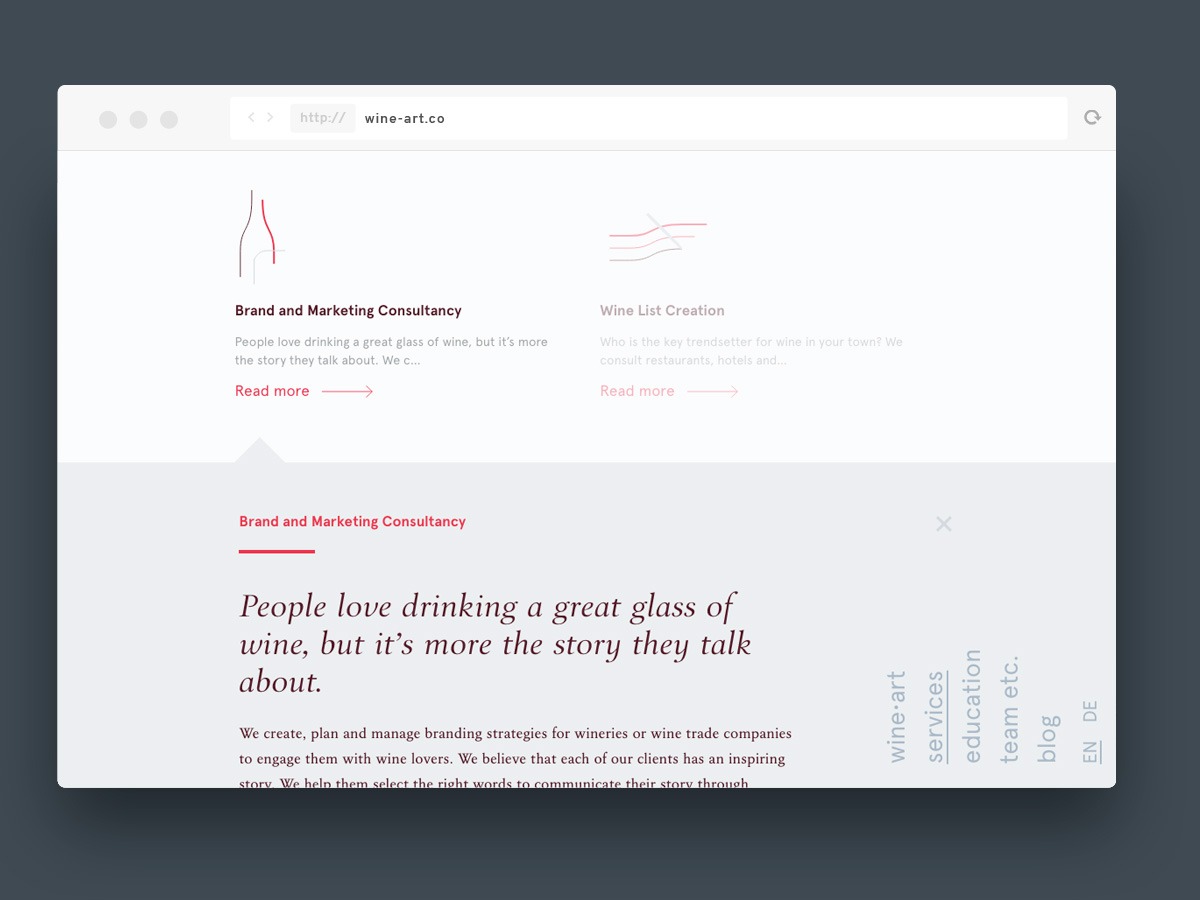 http://
wine-art.co
Brand and Marketing Consultancy
People love drinking a great glass of wine, but it’s more
the story they talk about. We c...
Read more
Wine List Creation
Who is the key trendsetter for wine in your town? We
consult restaurants, hotels and...
Read more
Brand and Marketing Consultancy
People love drinking a great glass of
wine, but it’s more the story they talk
about.
We create, plan and manage branding strategies for wineries or wine trade companies
to engage them with wine lovers. We believe that each of our clients has an inspiring
story. We help them select the right words to communicate their story through
wine·art
services
education
team etc.
blog
EN DE